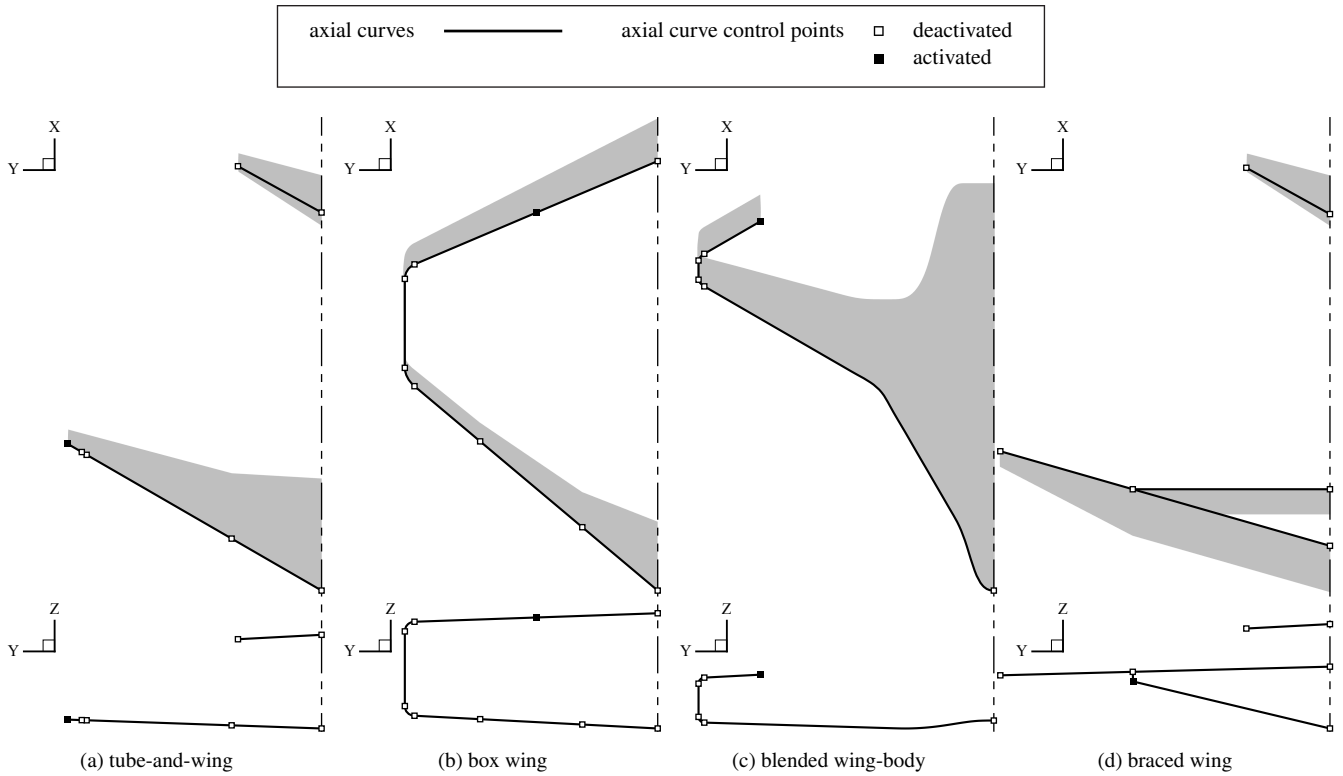 axial curves axial curve control points deactivated
activated
X X X X
Y Y Y Y
Z Z Z Z
Y Y Y Y
(a) tube-and-wing (b) box wing (c) blended wing-body (d) braced wing